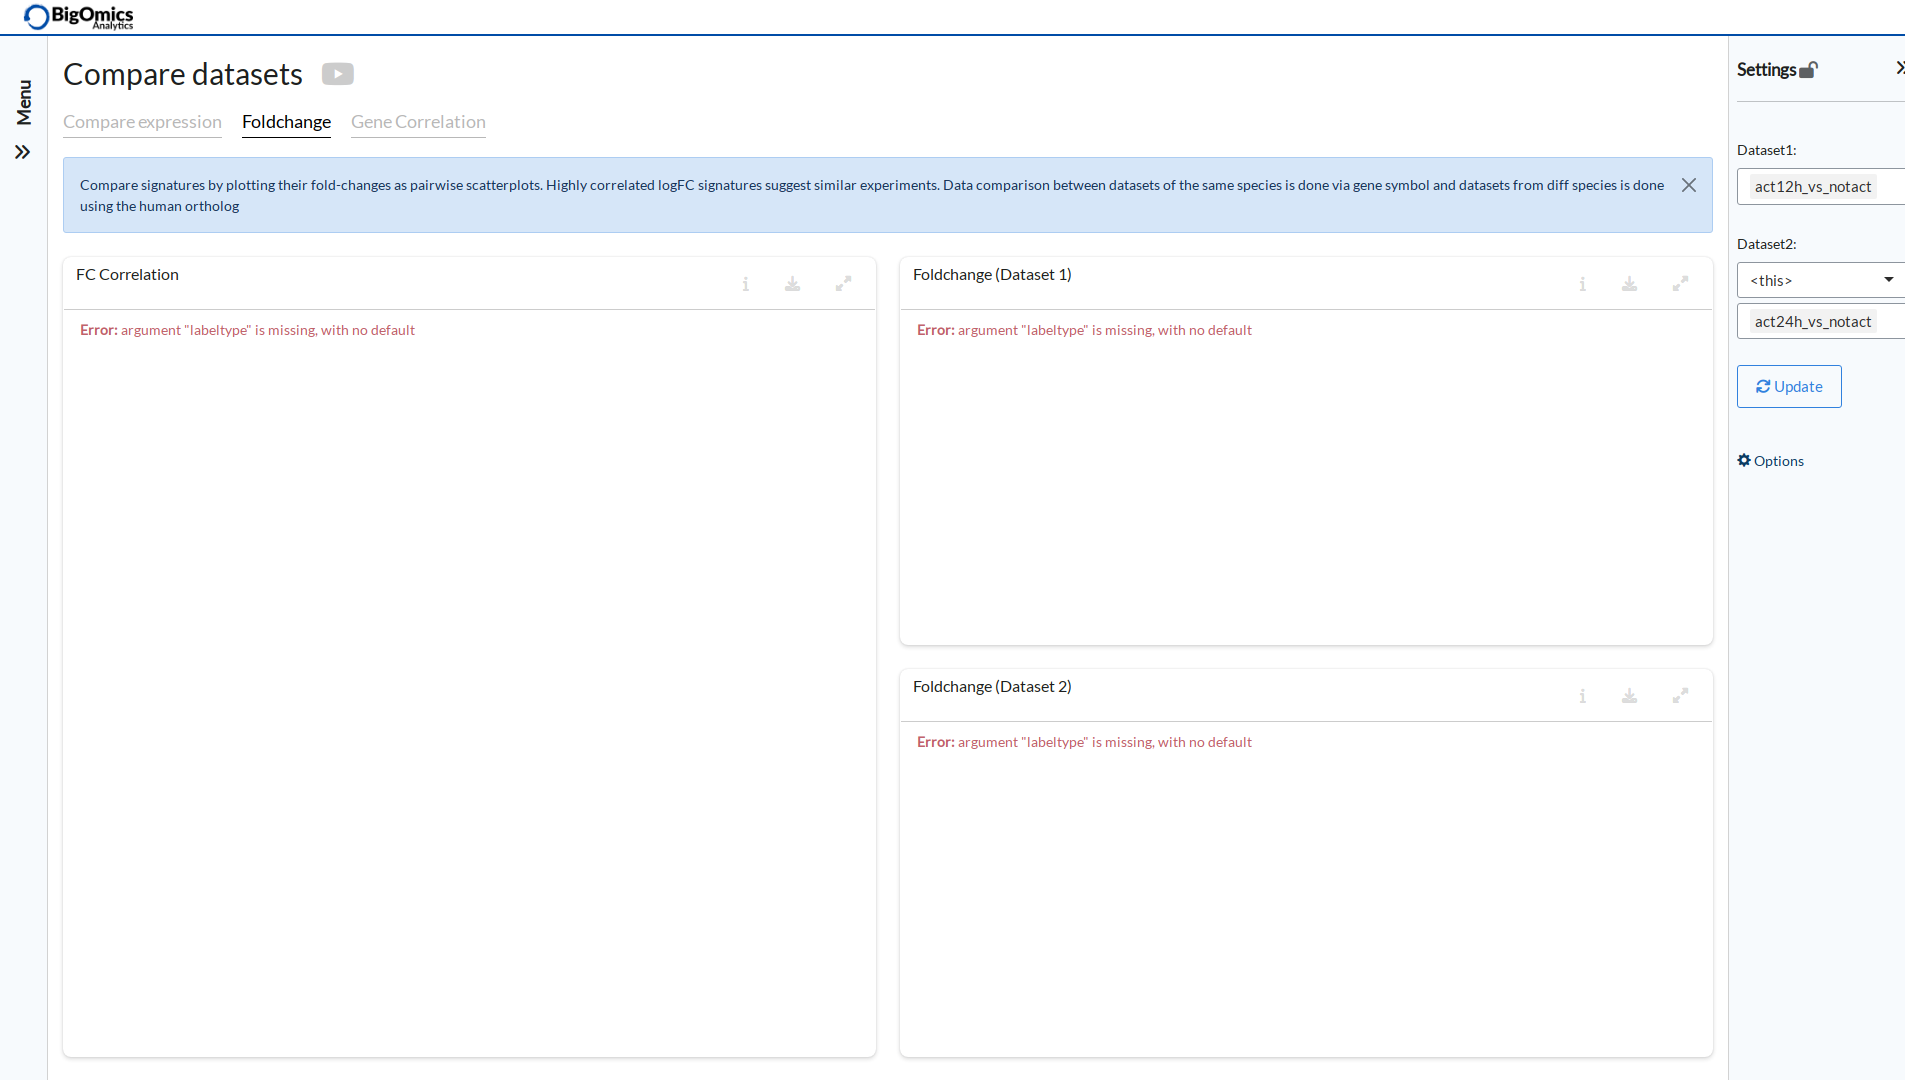 BigOmics
Analytics
Menu
Compare datasets
Compare expression
Foldchange
Gene Correlation
Compare signatures by plotting their fold-changes as pairwise scatterplots. Highly correlated logFC signatures suggest similar experiments. Data comparison between datasets of the same species is done via gene symbol and datasets from diff species is done
using the human ortholog
FC Correlation
Error: argument "labeltype" is missing, with no default
Foldchange (Dataset 1)
Error: argument "labeltype" is missing, with no default
Foldchange (Dataset 2)
Error: argument "labeltype" is missing, with no default
Settings
Dataset1:
act12h_vs_notact
Dataset2:
<this>
act24h_vs_notact
Update
Options